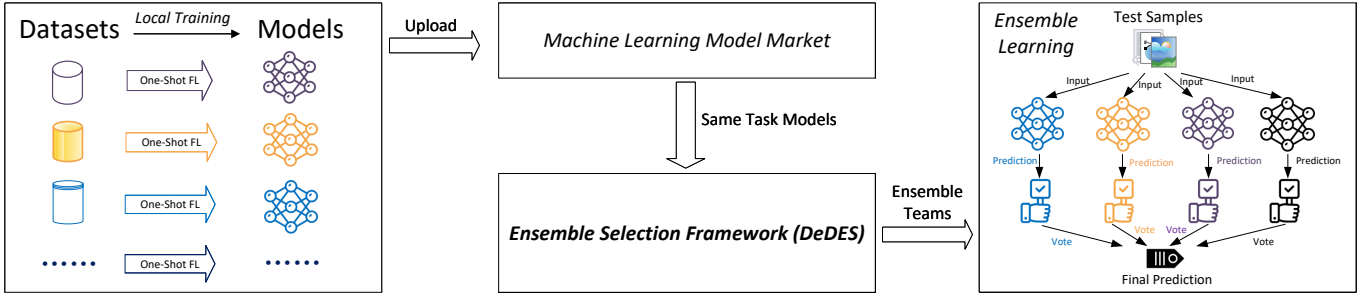 Datasets
Local Training
Models
One-Shot FL
One-Shot FL
One-Shot FL
One-Shot FL
Upload
Machine Learning Model Market
Same Task Models
Ensemble Selection Framework (DeDES)
Ensemble
Teams
Ensemble
Learning
Test Samples
Input
Input
Input
Input
Prediction
Prediction
Prediction
Prediction
Vote
Vote
Vote
Vote
Final Prediction